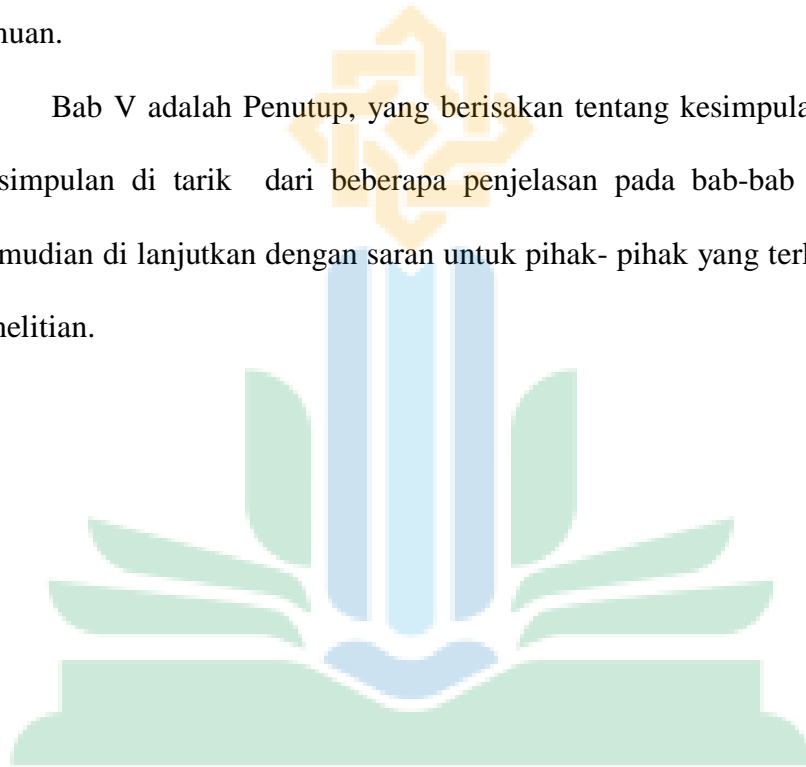 nuan.
Bab V adalah Penutup, yang berisakan tentang kesimpula
simpulan di tarik dari beberapa penjelasan pada bab-bab
mudian di lanjutkan dengan saran untuk pihak- pihak yang terl
nelitian.